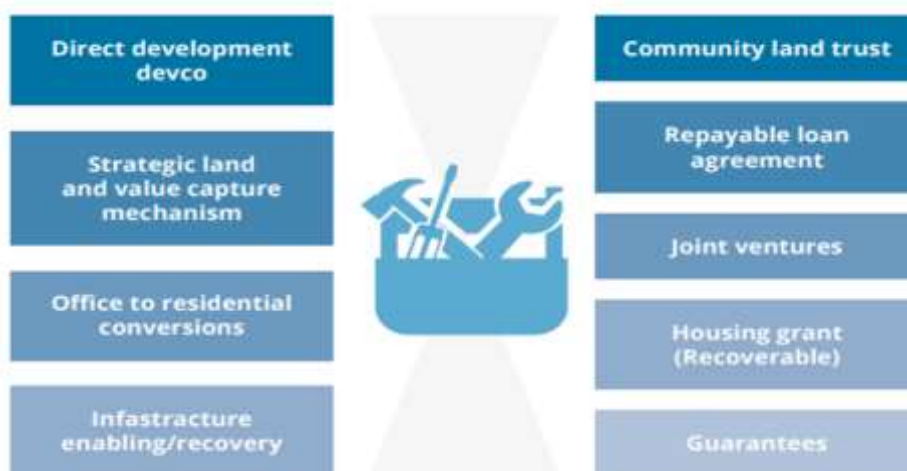 Direct development
devco
Strategic land
and value capture
mechanism
Office to residential
conversions
Infastracture
enabling/recovery
Community land trust
Repayable loan
agreement
Joint ventures
Housing grant
(Recoverable)
Guarantees